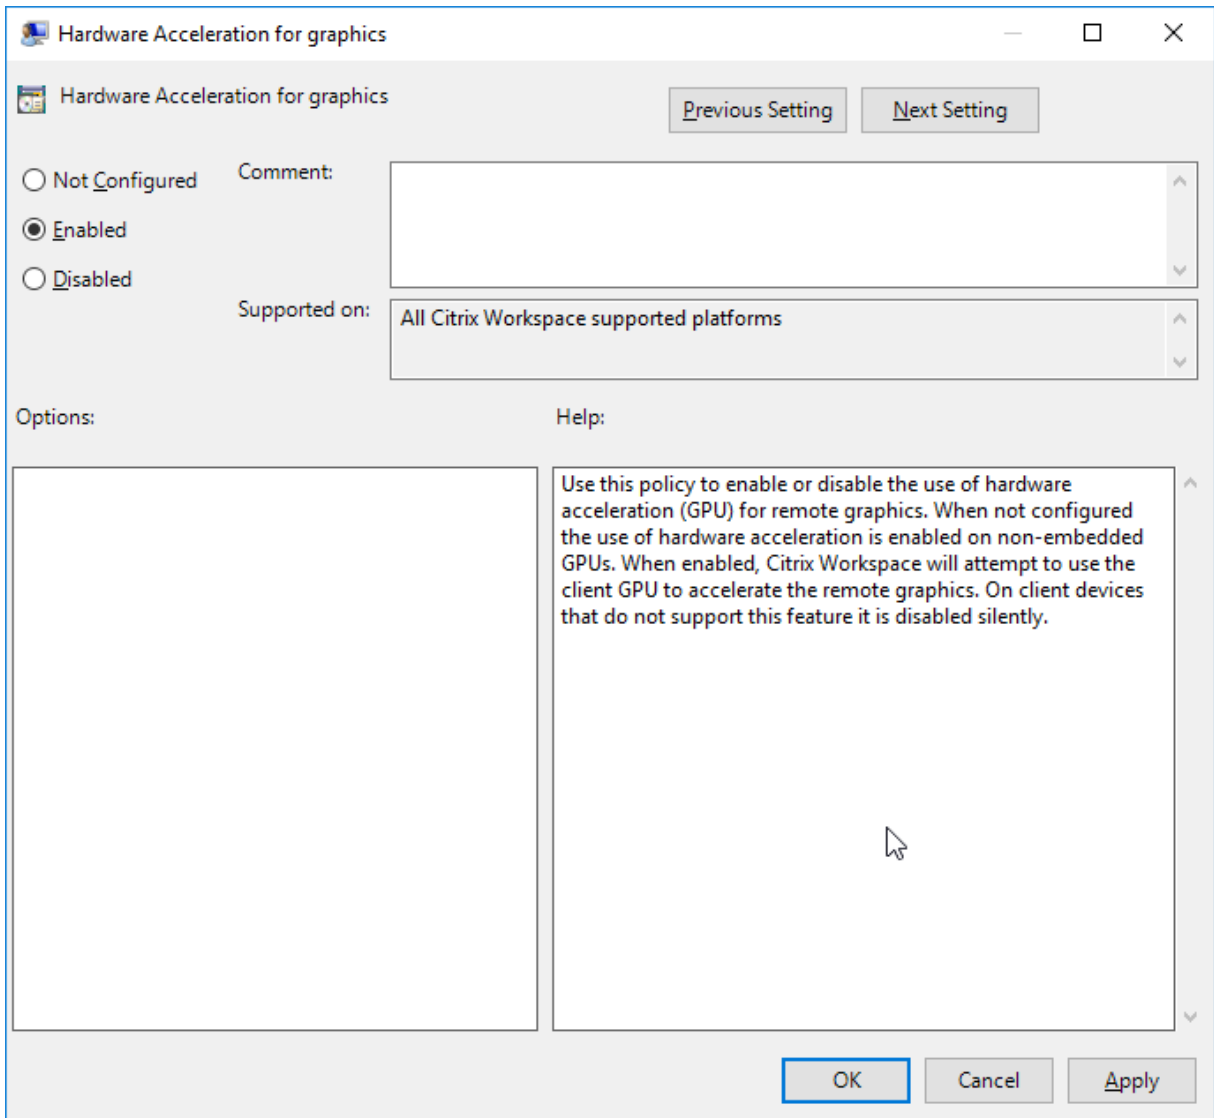 Hardware Acceleration for graphics
Hardware Acceleration for graphics
Previous Setting
Next Setting
Not Configured
Enabled
Disabled
Comment:
Supported on:
All Citrix Workspace supported platforms
Options:
Help:
Use this policy to enable or disable the use of hardware
acceleration (GPU) for remote graphics. When not configured
the use of hardware acceleration is enabled on non-embedded
GPUs. When enabled, Citrix Workspace will attempt to use the
client GPU to accelerate the remote graphics. On client devices
that do not support this feature it is disabled silently.
OK
Cancel
Apply